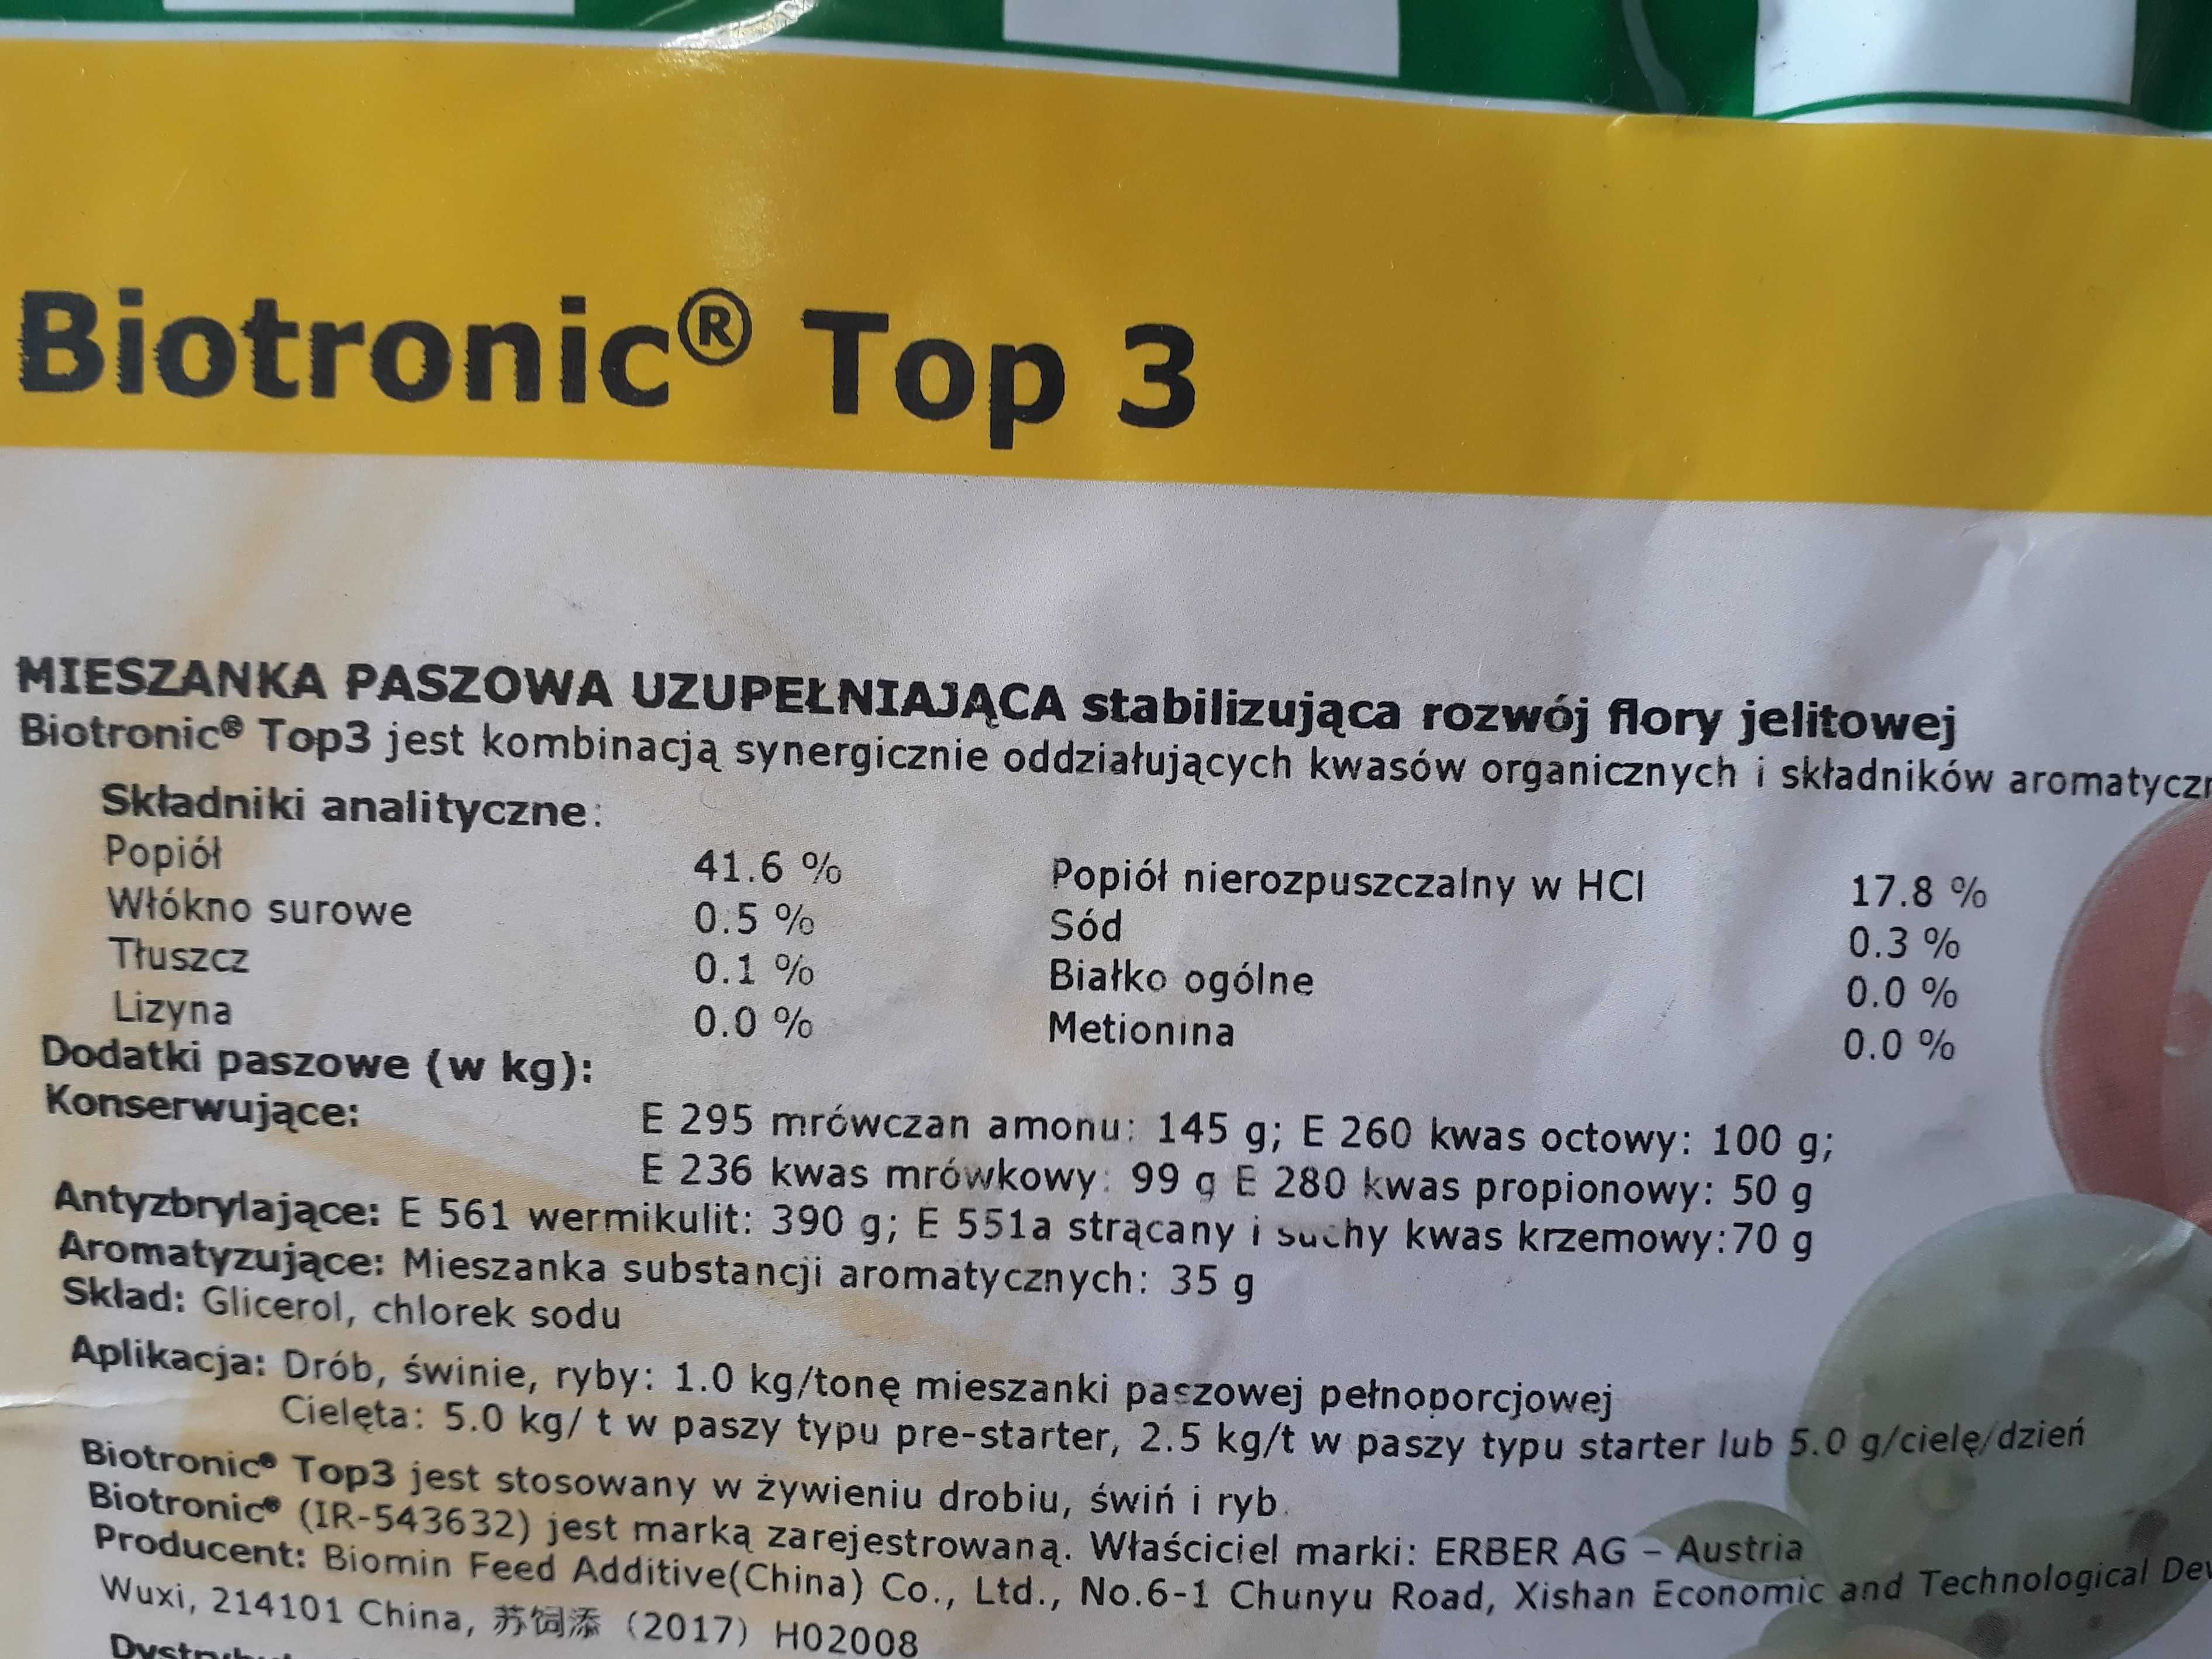 Biotronic® Top 3
MIESZANKA PASZOWA UZUPEŁNIAJĄCA stabilizująca rozwój flory jelitowej
Biotronic® Top3 jest kombinacją synergicznie oddziałujących kwasów organicznych i składników
Składniki analityczne:
Popiół 41.6 % Popiół nierozpuszczalny w HCl 17.8 %
Włókno surowe 0.5 % Sód 0.3 %
Tłuszcz 0.1 % Białko ogólne 0.0 %
Lizyna 0.0 % Metionina 0.0 %
Dodatki paszowe (w kg):
Konserwujące: E 295 mrówczan amonu: 145 g; E 260 kwas octowy: 100 g;
E 236 kwas mrówkowy: 99 g E 280 kwas propionowy: 50 g
Antyzbrylające: E 561 wermikulit: 390 g; E 551a strącany i suchy kwas krzemowy:70 g
Aromatyzujące: Mieszanka substancji aromatycznych: 35 g
Skład: Glicerol, chlorek sodu
Aplikacja: Drób, świnie, ryby: 1.0 kg/tonę mieszanki paszowej pełnoporcjowej
Cielęta: 5.0 kg/ t w paszy typu pre-starter, 2.5 kg/t w paszy typu starter lub 5.0 g/cielę/dzień
Biotronic® Top3 jest stosowany w żywieniu drobiu, świń i ryb.
Biotronic® (IR-543632) jest marką zarejestrowaną. Właściciel marki: ERBER AG – Austria
Producent: Biomin Feed Additive(China) Co., Ltd., No.6-1 Chunyu Road, Xishan Economic and Technological
Wuxi, 214101 China, 苏饲添（2017）H02008